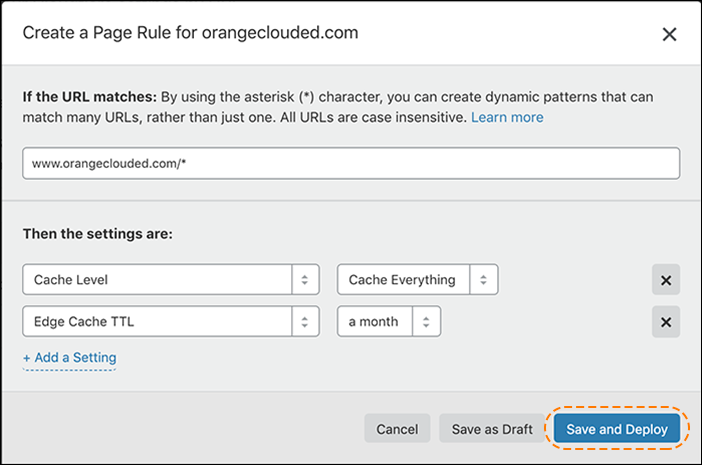 Create a Page Rule for orangeclouded.com
If the URL matches: By using the asterisk (*) character, you can create dynamic patterns that can
match many URLs, rather than just one. All URLs are case insensitive. Learn more
www.orangeclouded.com/*
Then the settings are:
Cache Level Cache Everything
Edge Cache TTL a month
+ Add a Setting
Cancel Save as Draft Save and Deploy